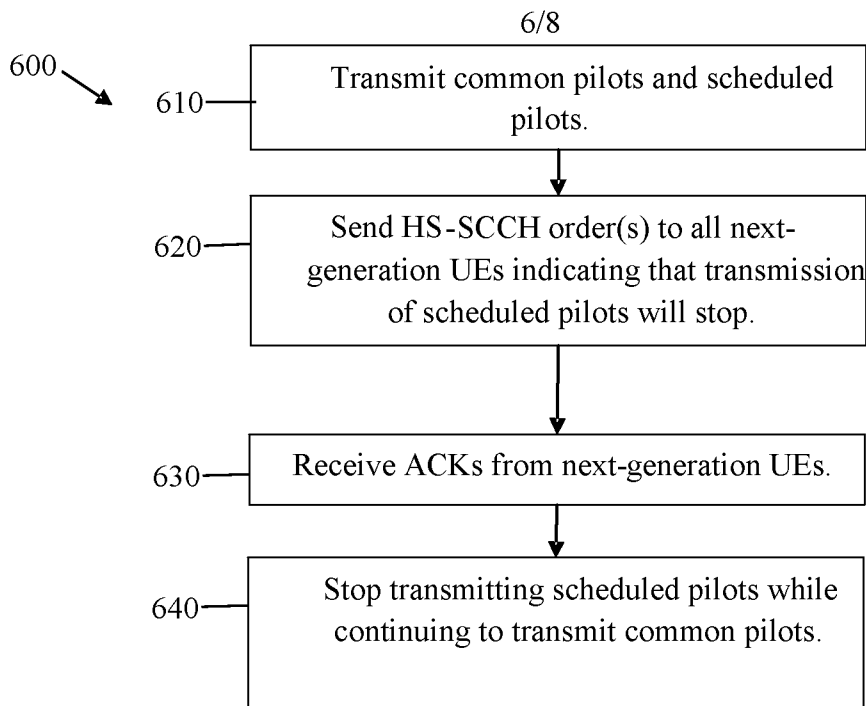 6/8
600
610
Transmit common pilots and scheduled
pilots.
620
Send HS-SCCH order(s) to all next-
generation UEs indicating that transmission
of scheduled pilots will stop.
630
Receive ACKs from next-generation UEs.
640
Stop transmitting scheduled pilots while
continuing to transmit common pilots.